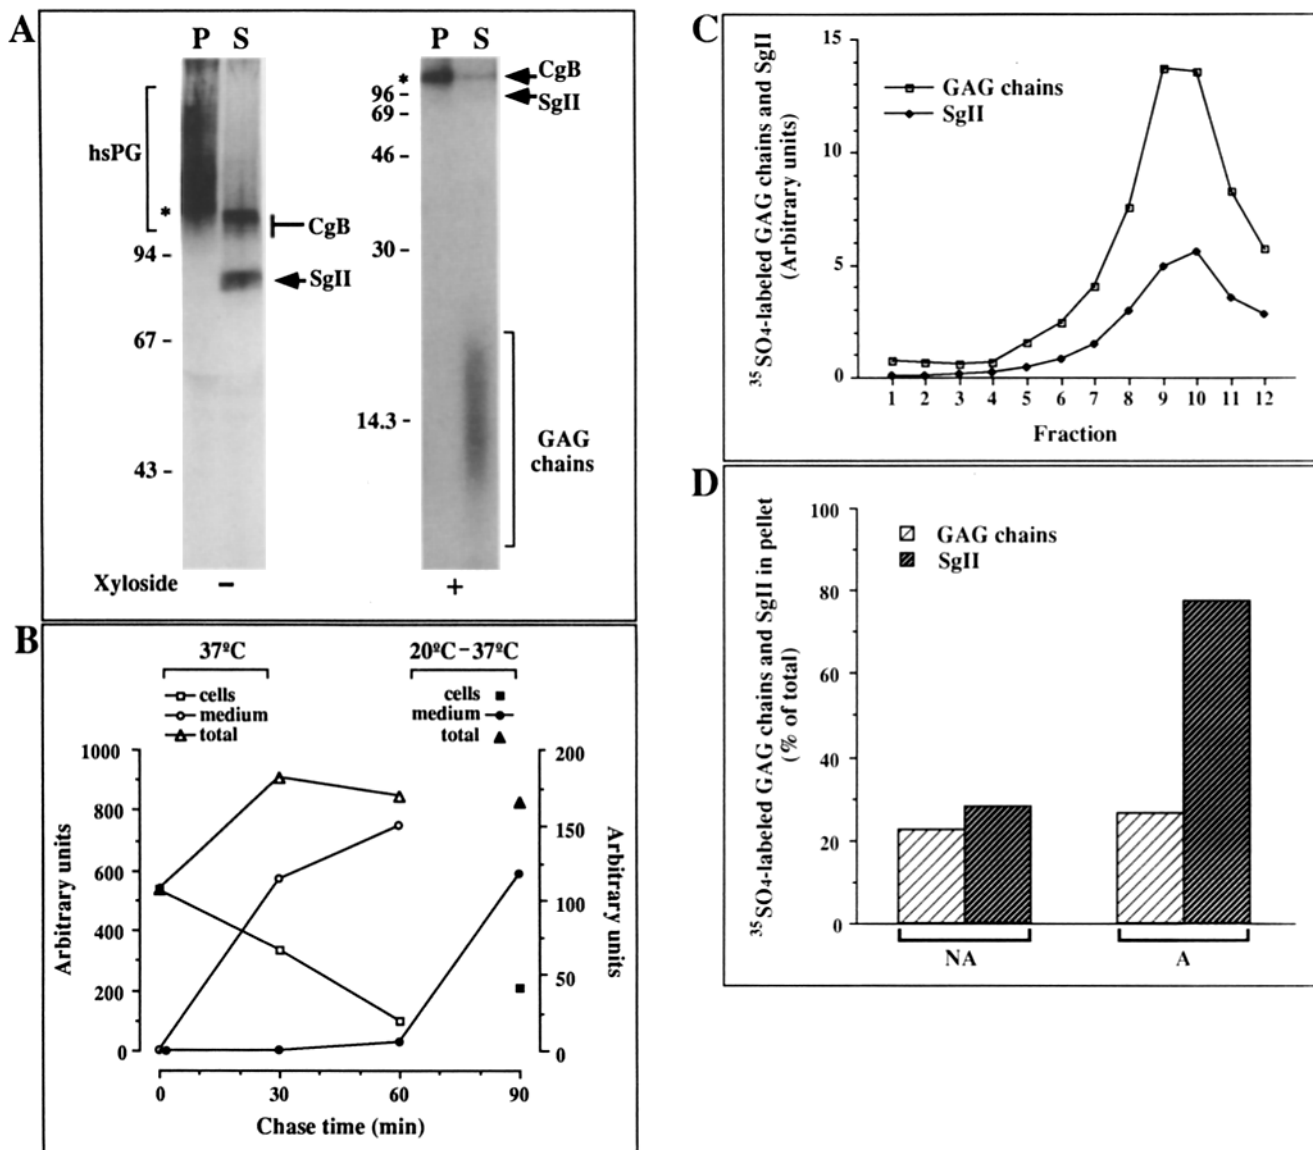 A
P S
hsPG
*
94 –
67 –
43 –
CgB
SgII
P S
*
96 –
69 –
46 –
30 –
14.3 –
CgB
SgII
GAG
chains
Xyloside – +
B
37ºC
cells
medium
total
20ºC–37ºC
cells
medium
total
Arbitrary units
1000
800
600
400
200
0
200
150
100
50
0
Arbitrary units
0 30 60 90
Chase time (min)
C
³⁵SO₄-labeled GAG chains and SgII
(Arbitrary units)
15
10
5
0
GAG chains
SgII
1 2 3 4 5 6 7 8 9 10 11 12
Fraction
D
³⁵SO₄-labeled GAG chains and SgII in pellet
(% of total)
100
80
60
40
20
0
GAG chains
SgII
NA A